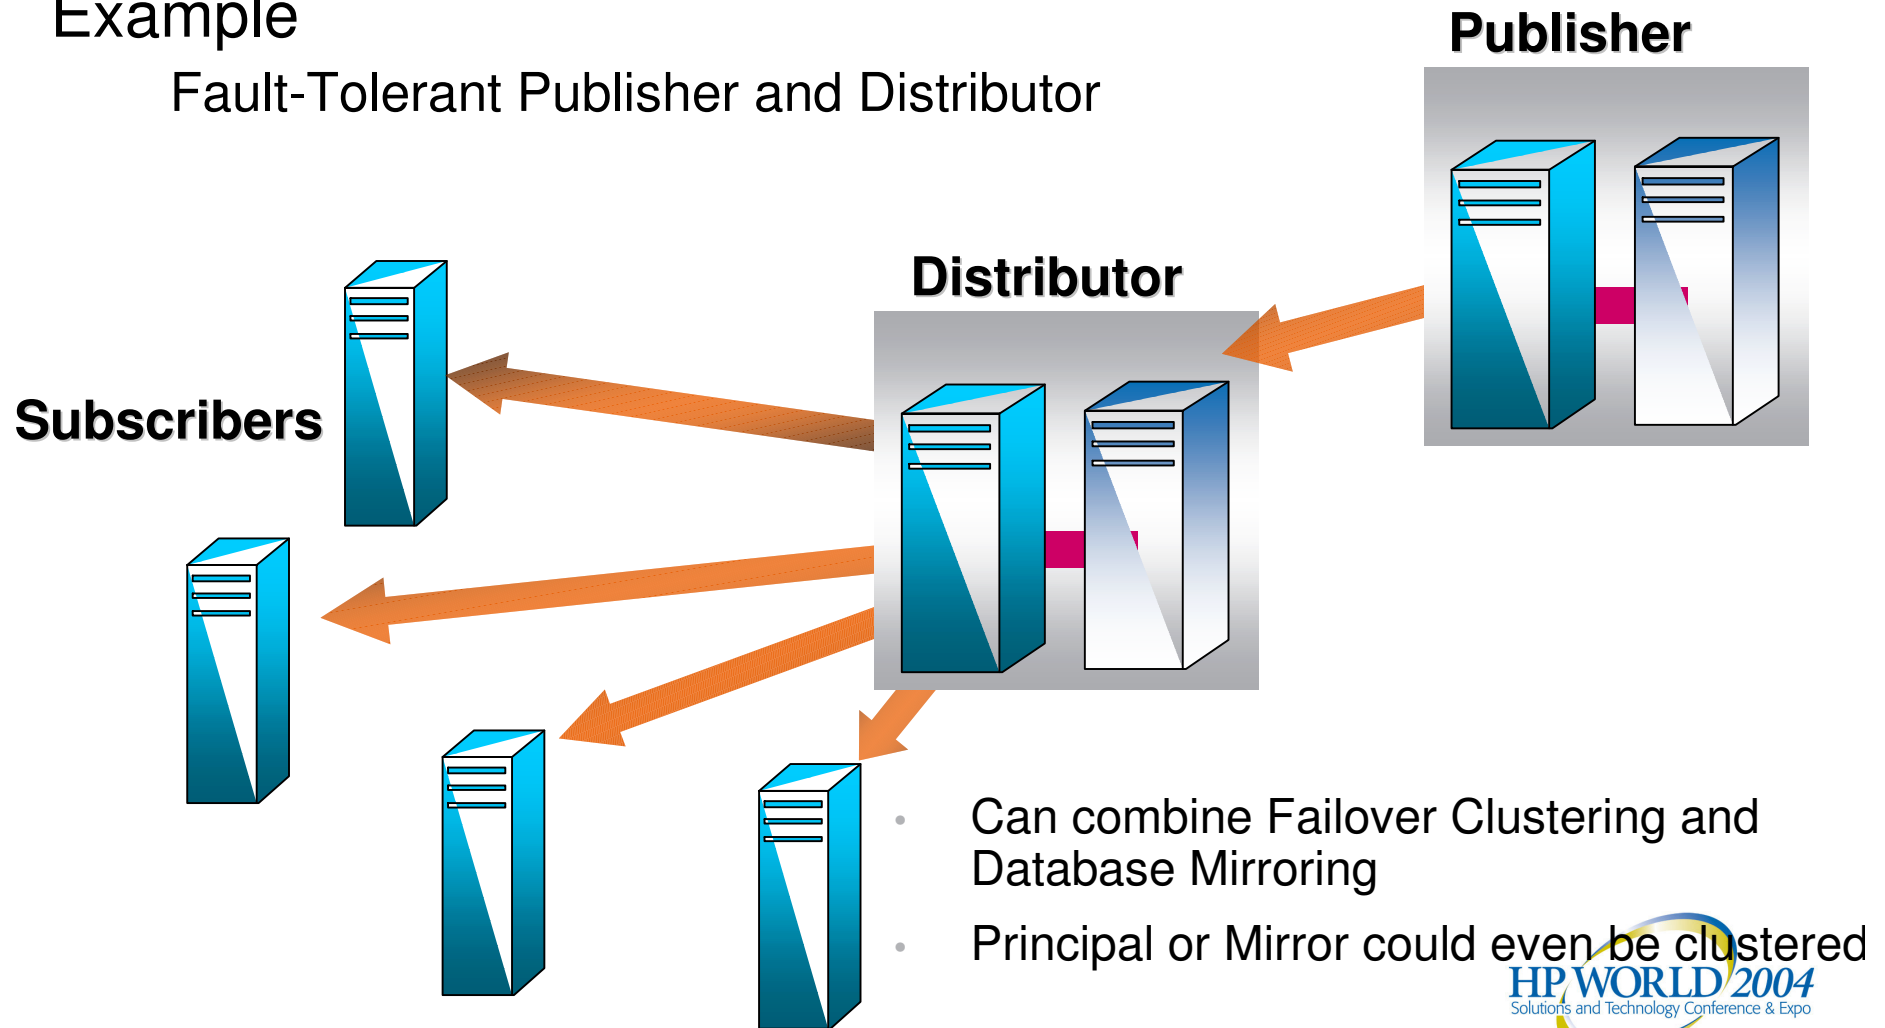 Example
Fault-Tolerant Publisher and Distributor
Publisher
Distributor
Subscribers
• Can combine Failover Clustering and
Database Mirroring
• Principal or Mirror could even be clustered
HP WORLD 2004
Solutions and Technology Conference & Expo